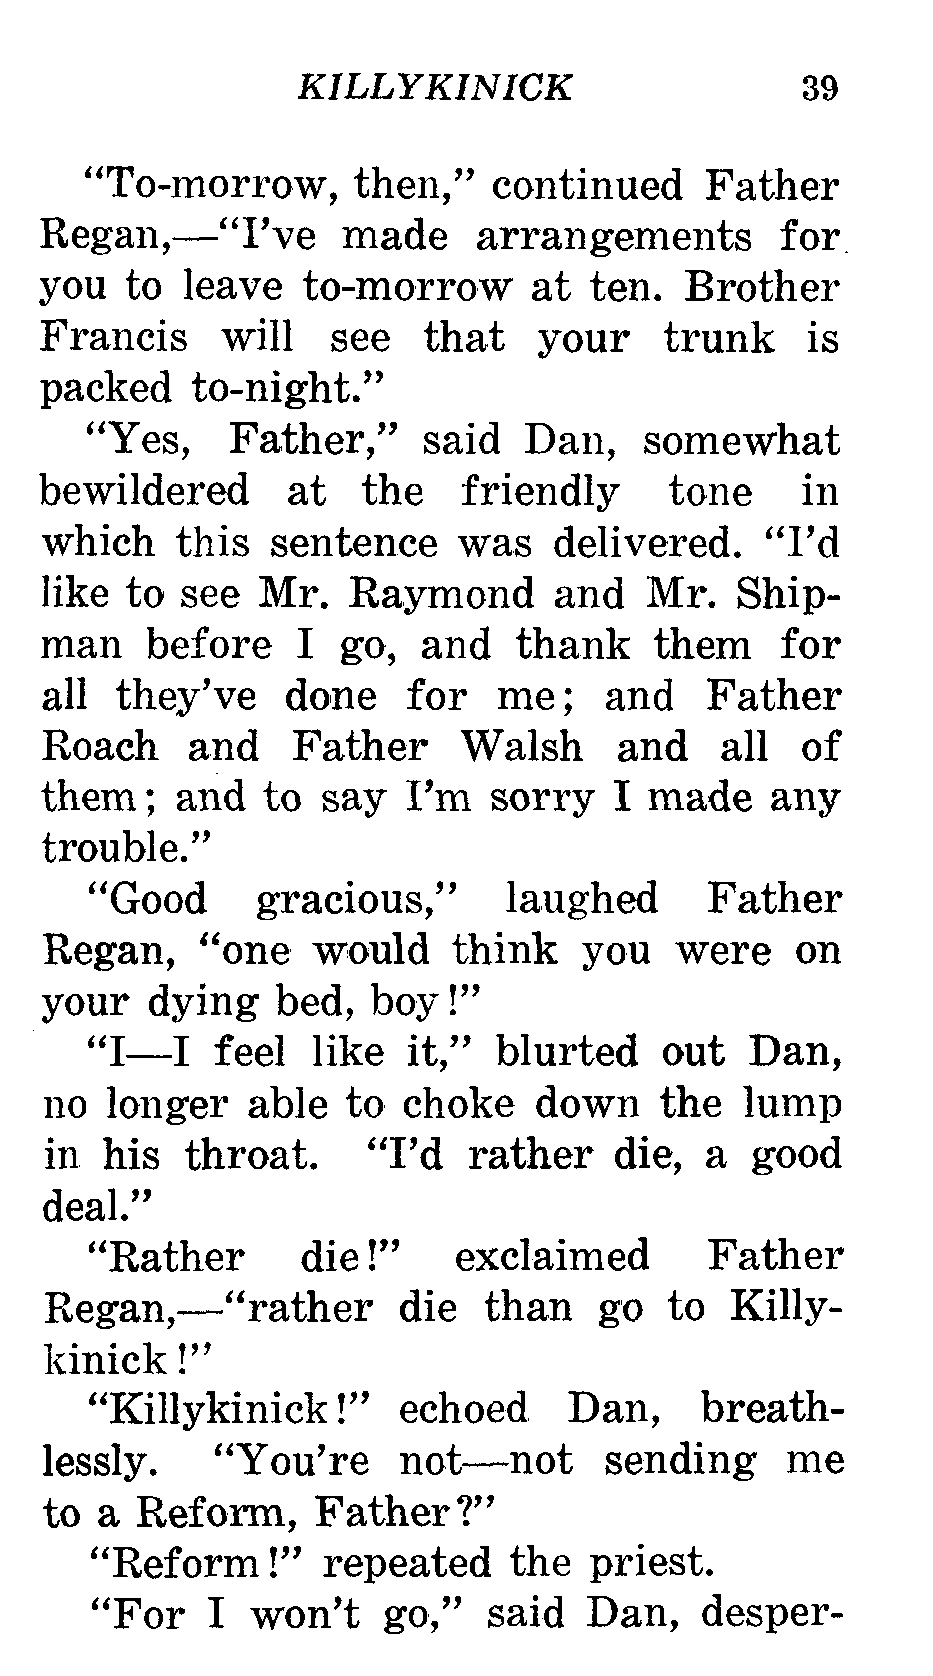 KILLYKINICK 39
“To-morrow, then,” continued Father
Regan,—“I’ve made arrangements for
you to leave to-morrow at ten. Brother
Francis will see that your trunk is
packed to-night.”
“Yes, Father,” said Dan, somewhat
bewildered at the friendly tone in
which this sentence was delivered. “I’d
like to see Mr. Raymond and Mr. Ship-
man before I go, and thank them for
all they’ve done for me; and Father
Roach and Father Walsh and all of
them; and to say I’m sorry I made any
trouble.”
“Good gracious,” laughed Father
Regan, “one would think you were on
your dying bed, boy!”
“I—I feel like it,” blurted out Dan,
no longer able to choke down the lump
in his throat. “I’d rather die, a good
deal.”
“Rather die!” exclaimed Father
Regan,—“rather die than go to Killy-
kinick!”
“Killykinick!” echoed Dan, breath-
lessly. “You’re not—not sending me
to a Reform, Father?”
“Reform!” repeated the priest.
“For I won’t go,” said Dan, desper-